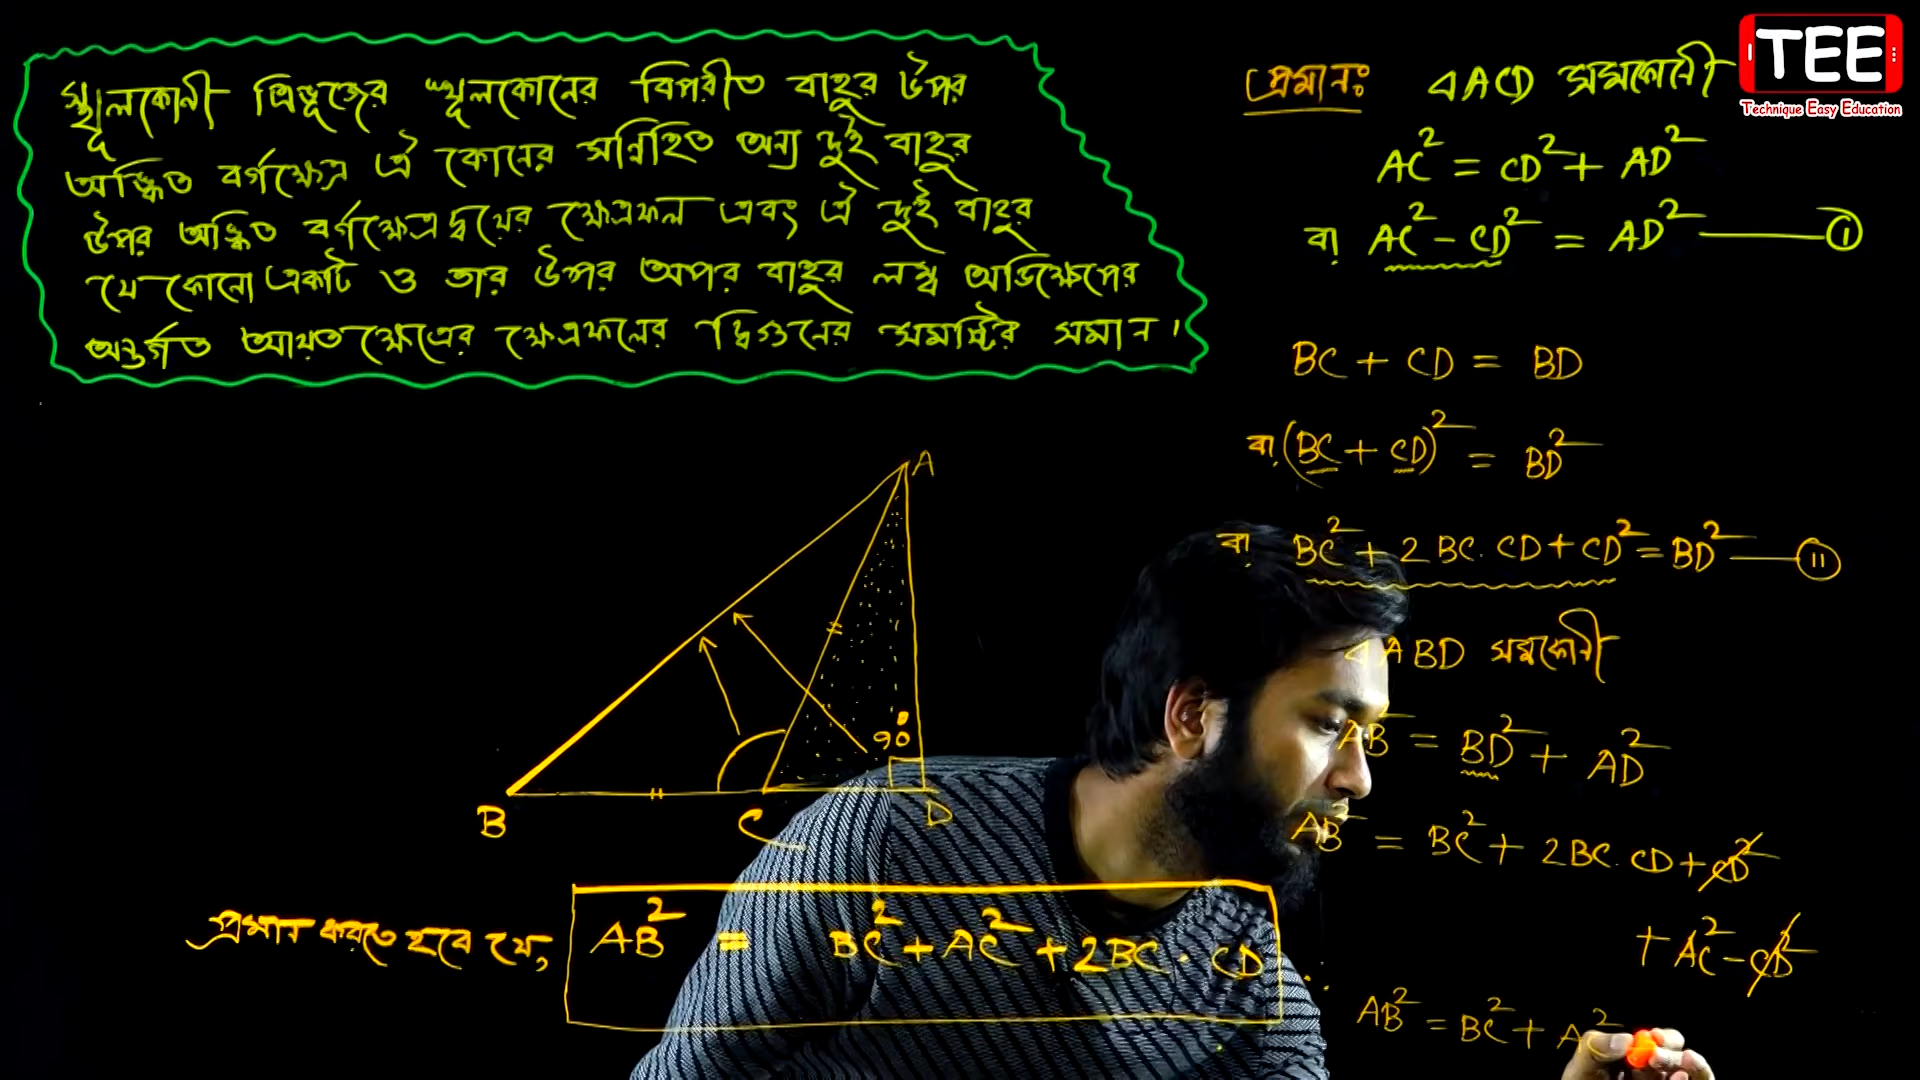 স্থূলকোনী ত্রিভূজের স্থূলকোনের বিপরীত বাহুর উপর
অঙ্কিত বর্গক্ষেত্র ঐ কোনের সন্নিহিত অন্য দুই বাহুর
উপর অঙ্কিত বর্গক্ষেত্র দ্বয়ের ক্ষেত্রফল এবং ঐ দুই বাহুর
যে কোনো একটি ও তার উপর অপর বাহুর লম্ব অভিক্ষেপের
অন্তর্গত আয়ত ক্ষেত্রের ক্ষেত্রফলের দ্বিগুনের সমষ্টির সমান।
A
90°
B
C
D
প্রমান করতে হবে যে,
AB² = BC² + AC² + 2BC · CD
TEE
Technique Easy Education
প্রমানঃ ⊲ACD সমকোনী
AC² = CD² + AD²
বা AC² - CD² = AD² —— (i)
BC + CD = BD
বা, (BC + CD)² = BD²
বা, BC² + 2BC·CD + CD² = BD² —— (ii)
⊲ABD সমকোনী
AB² = BD² + AD²
AB² = BC² + 2BC·CD + CD²
+ AC² - CD²
∴ AB² = BC² + AC²